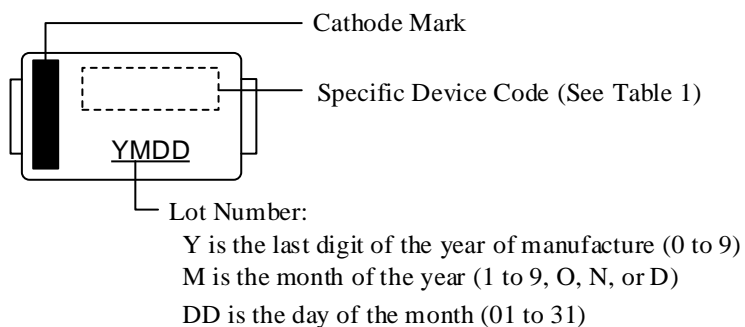 Cathode Mark
Specific Device Code (See Table 1)
YMDD
Lot Number:
Y is the last digit of the year of manufacture (0 to 9)
M is the month of the year (1 to 9, O, N, or D)
DD is the day of the month (01 to 31)